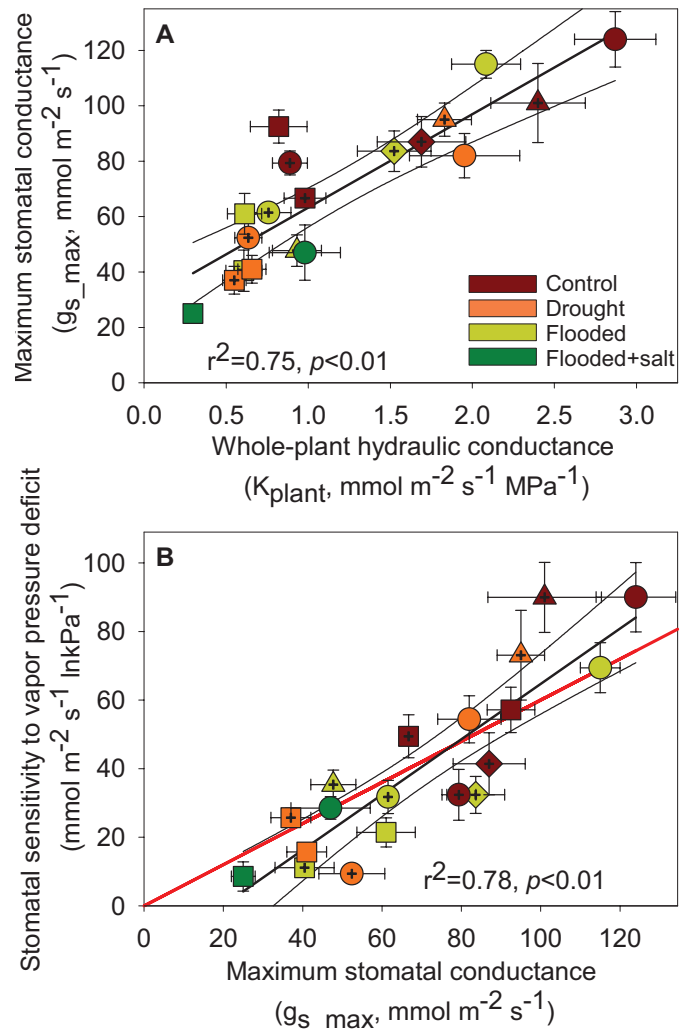 A
Maximum stomatal conductance
(gs_max, mmol m-2 s-1)
120
100
80
60
40
20
0
Control
Drought
Flooded
Flooded+salt
r2=0.75, p<0.01
0.0 0.5 1.0 1.5 2.0 2.5 3.0
Whole-plant hydraulic conductance
(Kplant, mmol m-2 s-1 MPa-1)
B
Stomatal sensitivity to vapor pressure deficit
(mmol m-2 s-1 lnkPa-1)
100
80
60
40
20
0
r2=0.78, p<0.01
0 20 40 60 80 100 120
Maximum stomatal conductance
(gs_max, mmol m-2 s-1)